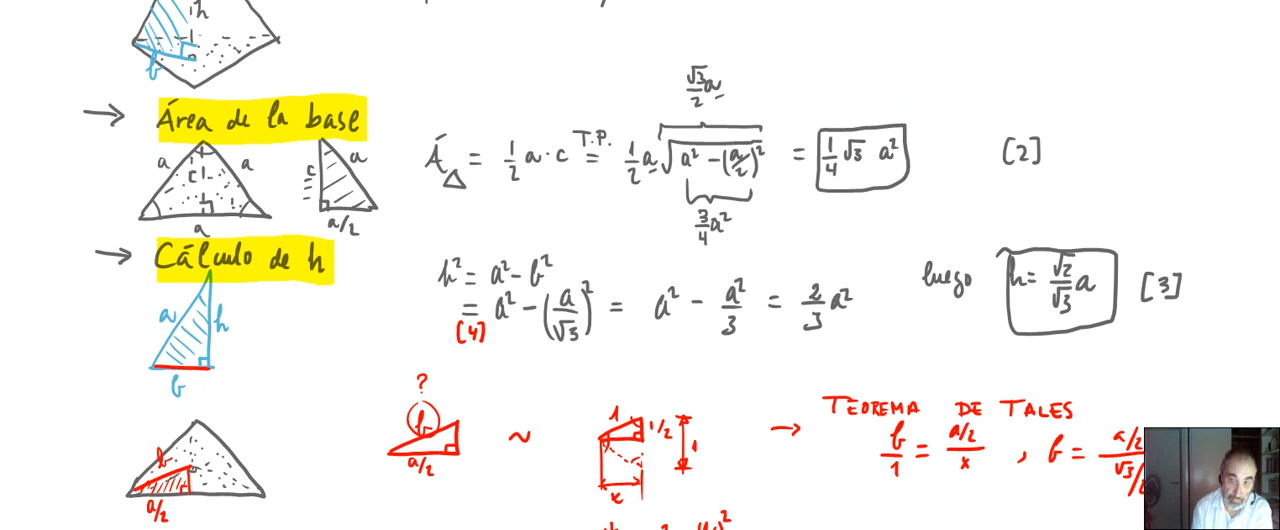 h
b
→ Área de la base
a c a a
c a a/2
Á△ = 1/2 a · c = T.P. 1/2 a √(a² − (a/2)²) = 1/4 √3 a² [2]
√3/2 a
3/4 a²
→ Cálculo de h
a h b
h² = a² − b²
= a² − (a/√3)² = a² − a²/3 = 2/3 a² luego h = √2/√3 a [3]
[4]
?
b a/2 ~ 1 1/2 1 x → TEOREMA DE TALES
b/1 = (a/2)/x , b = (a/2)/(√3/2)
b a/2